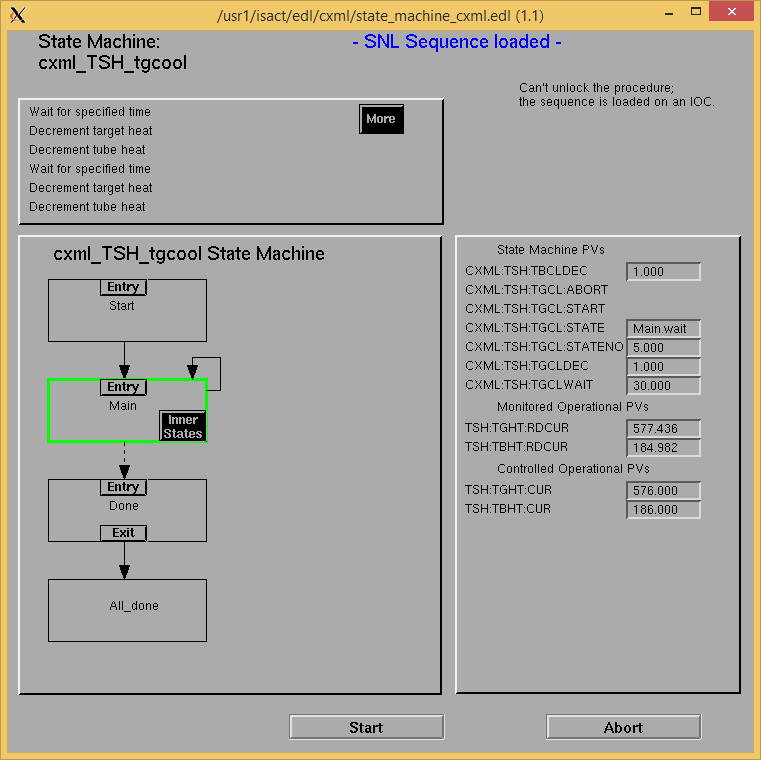 /usr1/isact/edl/cxml/state_machine_cxml.edl (1.1)
State Machine:
- SNL Sequence loaded -
cxml_TSH_tgcool
Can't unlock the procedure;
the sequence is loaded on an IOC.
Wait for specified time
More
Decrement target heat
Decrement tube heat
Wait for specified time
Decrement target heat
Decrement tube heat
cxml_TSH_tgcool State Machine
Entry
Start
Entry
Main
Inner
States
Entry
Done
Exit
All_done
State Machine PVs
CXML:TSH:TBCLDEC 1.000
CXML:TSH:TGCL:ABORT
CXML:TSH:TGCL:START
CXML:TSH:TGCL:STATE Main.wait
CXML:TSH:TGCL:STATENO 5.000
CXML:TSH:TGCLDEC 1.000
CXML:TSH:TGCLWAIT 30.000
Monitored Operational PVs
TSH:TGHT:RDCUR 577.436
TSH:TBHT:RDCUR 184.982
Controlled Operational PVs
TSH:TGHT:CUR 576.000
TSH:TBHT:CUR 186.000
Start
Abort